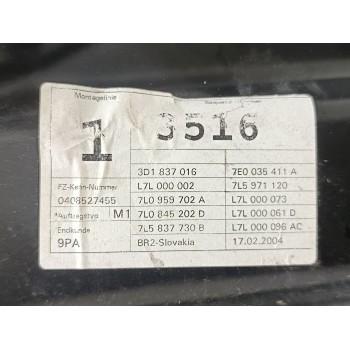 Montagelinie
1 3516
3D1 837 016 7E0 035 411 A
FZ-Kenn-Nummer L7L 000 002 7L5 971 120
0408527455 7L0 959 702 A L7L 000 073
*Auftragstyp M1 7L0 845 202 D L7L 000 061 D
Endkunde 7L5 837 730 B L7L 000 096 AC
9PA BR2-Slovakia 17.02.2004